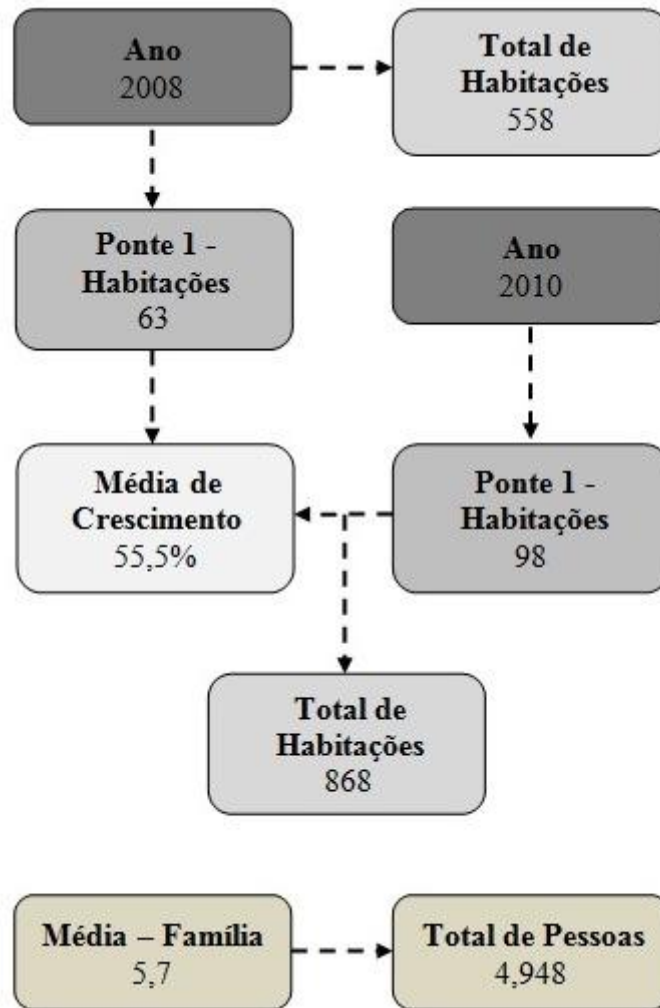 Ano
2008
Total de
Habitações
558
Ponte 1 -
Habitações
63
Ano
2010
Média de
Crescimento
55,5%
Ponte 1 -
Habitações
98
Total de
Habitações
868
Média – Família
5,7
Total de Pessoas
4,948